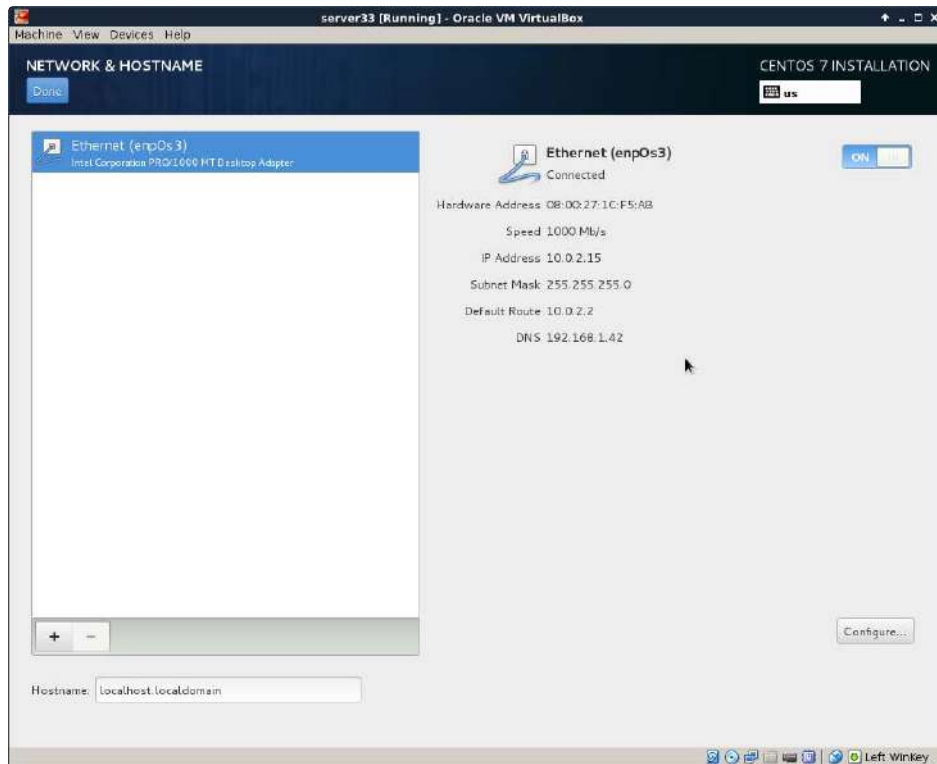 server33 [Running] - Oracle VM VirtualBox
Machine View Devices Help
NETWORK & HOSTNAME
CENTOS 7 INSTALLATION
Done
us
Ethernet (enp0s3)
Intel Corporation PRO/1000 MT Desktop Adapter
Ethernet (enp0s3)
Connected
ON
Hardware Address 08:00:27:1C:F5:AB
Speed 1000 Mb/s
IP Address 10.0.2.15
Subnet Mask 255.255.255.0
Default Route 10.0.2.2
DNS 192.168.1.42
+ -
Configure...
Hostname: localhost.localdomain
Left WinKey